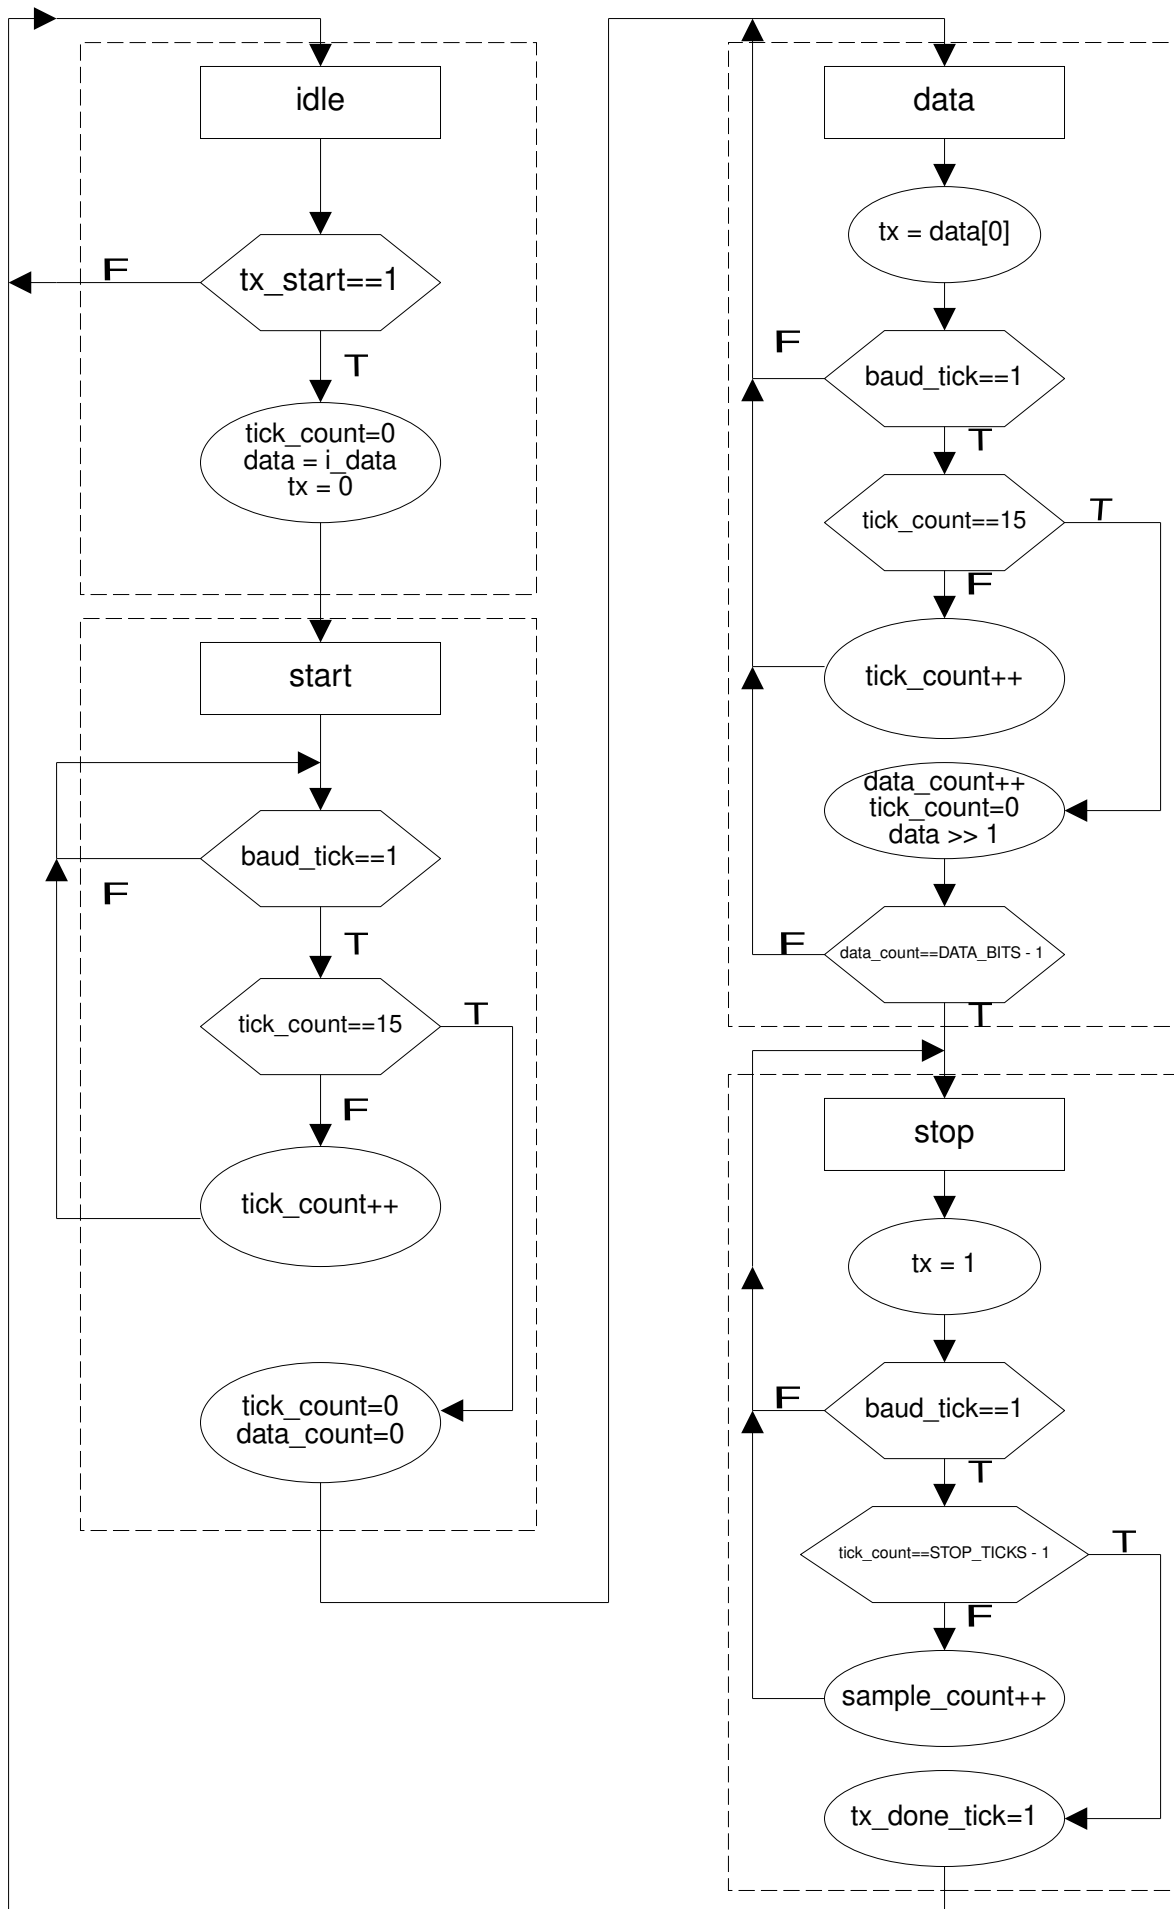 idle
tx_start==1
F
T
tick_count=0
data = i_data
tx = 0
start
baud_tick==1
F
T
tick_count==15
T
F
tick_count++
tick_count=0
data_count=0
data
tx = data[0]
F
baud_tick==1
T
tick_count==15
T
F
tick_count++
data_count++
tick_count=0
data >> 1
F
data_count==DATA_BITS - 1
T
stop
tx = 1
F
baud_tick==1
T
tick_count==STOP_TICKS - 1
T
F
sample_count++
tx_done_tick=1